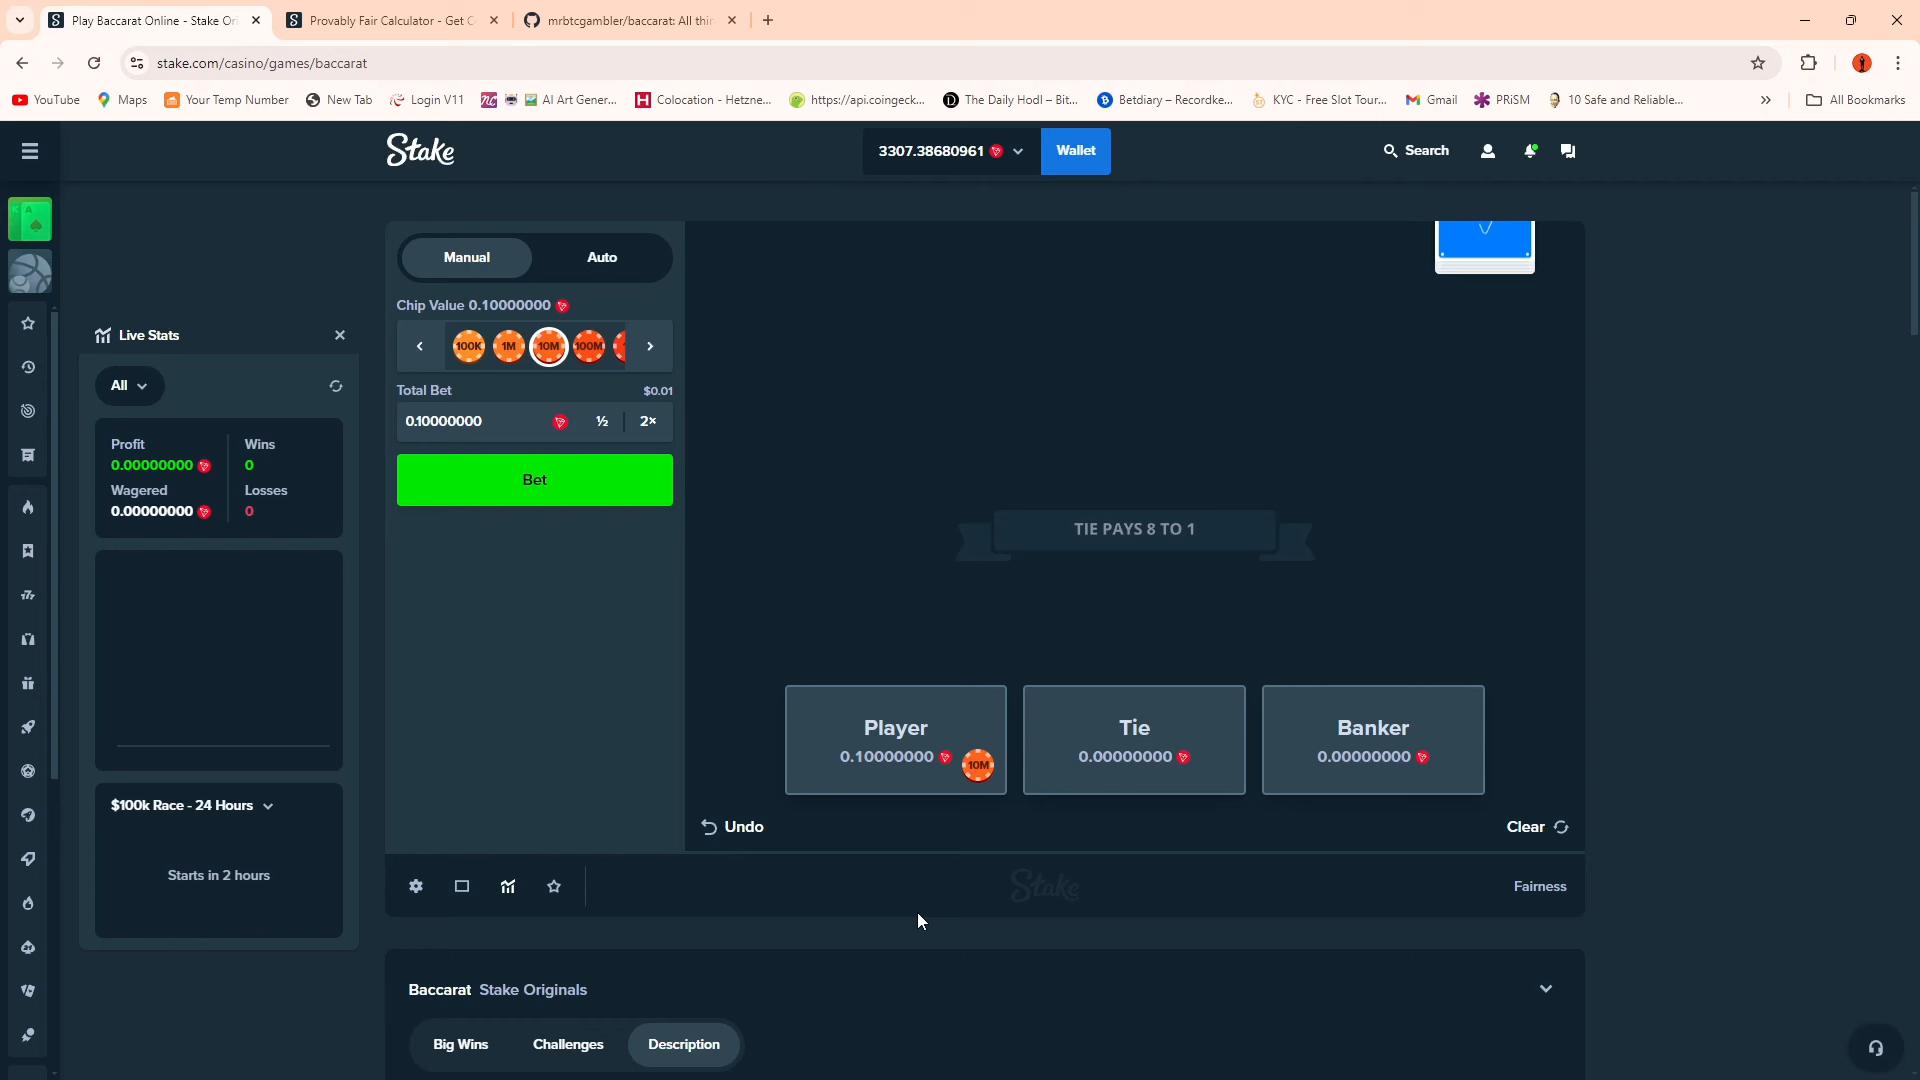 Play Baccarat Online - Stake Ori
Provably Fair Calculator - Get C
mrbtcgambler/baccarat: All thin
stake.com/casino/games/baccarat
YouTube
Maps
Your Temp Number
New Tab
Login V11
AI Art Gener...
Colocation - Hetzne...
https://api.coingeck...
The Daily Hodl – Bit...
Betdiary – Recordke...
KYC - Free Slot Tour...
Gmail
PRiSM
10 Safe and Reliable...
All Bookmarks
Stake
3307.38680961
Wallet
Search
Manual
Auto
Chip Value 0.10000000
100K
1M
10M
100M
Total Bet
$0.01
0.10000000
½
2×
Bet
Live Stats
All
Profit
Wins
0.00000000
0
Wagered
Losses
0.00000000
0
$100k Race - 24 Hours
Starts in 2 hours
TIE PAYS 8 TO 1
Player
0.10000000
10M
Tie
0.00000000
Banker
0.00000000
Undo
Clear
Stake
Fairness
Baccarat Stake Originals
Big Wins
Challenges
Description